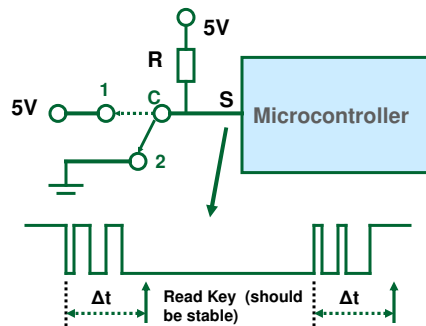 5V
R
1
C
S
5V
Microcontroller
2
Δt
Read Key (should
be stable)
Δt